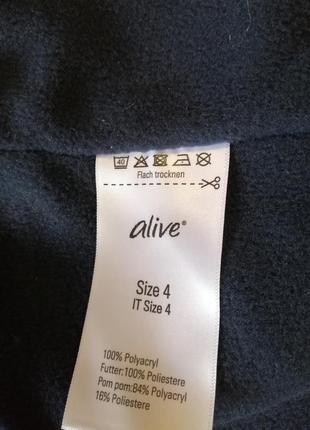 40
Flach trocknen
alive®
Size 4
IT Size 4
100% Polyacryl
Futter:100% Poliestere
Pom pom:84% Polyacryl
16% Poliestere